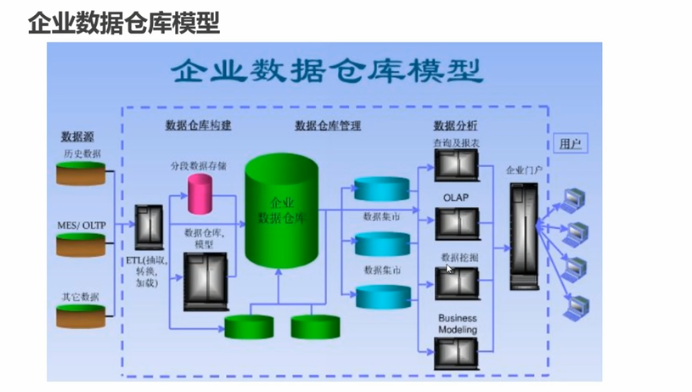 企业数据仓库模型
企业数据仓库模型
数据仓库构建
数据仓库管理
数据分析
数据源
历史数据
MES/ OLTP
其它数据
ETL(抽取,
转换,
加载)
分段数据存储
数据仓库,
模型
企业
数据仓库
数据集市
数据集市
查询及报表
OLAP
数据挖掘
Business
Modeling
企业门户
用户